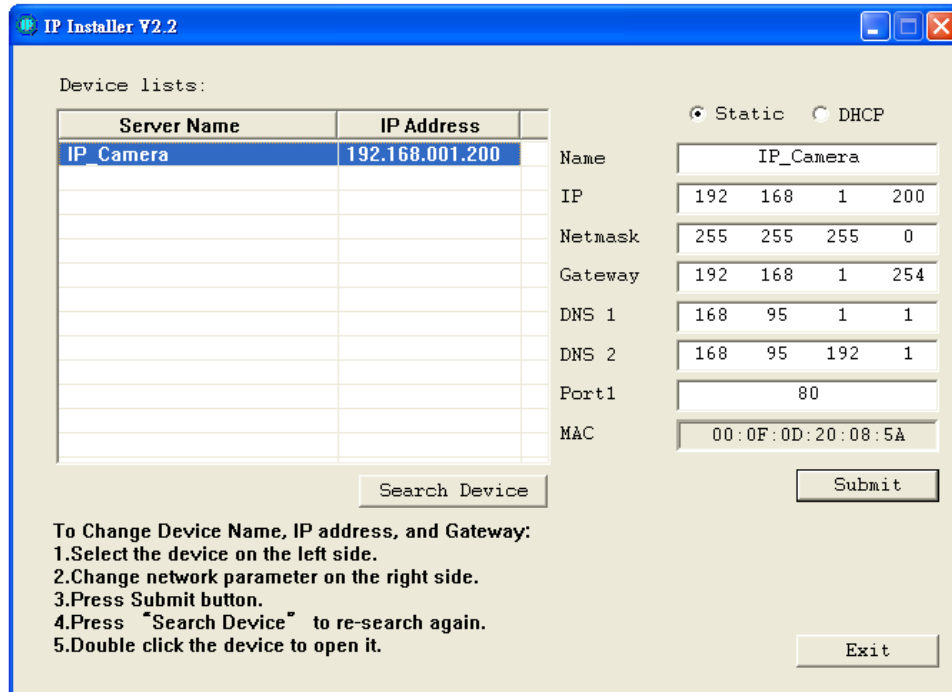 IP Installer V2.2
Device lists:
Server Name IP Address
IP_Camera 192.168.001.200
Static DHCP
Name IP_Camera
IP 192 168 1 200
Netmask 255 255 255 0
Gateway 192 168 1 254
DNS 1 168 95 1 1
DNS 2 168 95 192 1
Port1 80
MAC 00:0F:0D:20:08:5A
Search Device
Submit
To Change Device Name, IP address, and Gateway:
1.Select the device on the left side.
2.Change network parameter on the right side.
3.Press Submit button.
4.Press “Search Device” to re-search again.
5.Double click the device to open it.
Exit